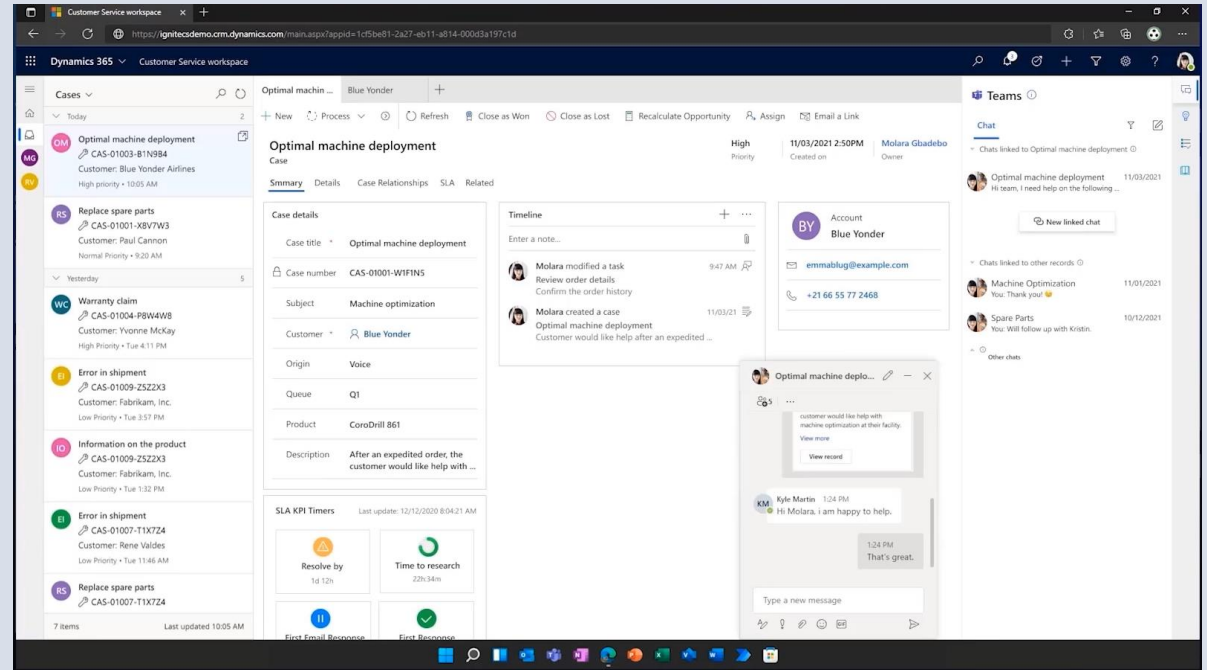 Customer Service workspace
https://ignitecsdemo.crm.dynamics.com/main.aspx?appid=1cf5be81-2a27-eb11-a814-000d3a197c1d
Dynamics 365
Customer Service workspace
Cases
Today
2
OM
Optimal machine deployment
CAS-01003-B1N9B4
Customer: Blue Yonder Airlines
High priority • 10:05 AM
MG
RV
RS
Replace spare parts
CAS-01001-X8V7W3
Customer: Paul Cannon
Normal Priority • 9:20 AM
Yesterday
5
WC
Warranty claim
CAS-01004-P8W4W8
Customer: Yvonne McKay
High Priority • Tue 4:11 PM
EI
Error in shipment
CAS-01009-Z5Z2X3
Customer: Fabrikam, Inc.
Low Priority • Tue 3:57 PM
IO
Information on the product
CAS-01009-Z5Z2X3
Customer: Fabrikam, Inc.
Low Priority • Tue 1:32 PM
EI
Error in shipment
CAS-01007-T1X7Z4
Customer: Rene Valdes
Low Priority • Tue 11:46 AM
RS
Replace spare parts
CAS-01007-T1X7Z4
7 items
Last updated 10:05 AM
Optimal machin ...
Blue Yonder
New
Process
Refresh
Close as Won
Close as Lost
Recalculate Opportunity
Assign
Email a Link
Optimal machine deployment
Case
High
Priority
11/03/2021 2:50PM
Created on
Molara Gbadebo
Owner
Smmary
Details
Case Relationships
SLA
Related
Case details
Case title *
Optimal machine deployment
Case number
CAS-01001-W1F1N5
Subject
Machine optimization
Customer *
Blue Yonder
Origin
Voice
Queue
Q1
Product
CoroDrill 861
Description
After an expedited order, the
customer would like help with ...
SLA KPI Timers
Last update: 12/12/2020 8:04:21 AM
Resolve by
1d 12h
Time to research
22h:34m
First Email Response
First Response
Timeline
Enter a note...
Molara modified a task
9:47 AM
Review order details
Confirm the order history
Molara created a case
11/03/21
Optimal machine deployment
Customer would like help after an expedited ...
BY
Account
Blue Yonder
emmablug@example.com
+21 66 55 77 2468
Optimal machine deplo...
5
customer would like help with
machine optimization at their facility.
View more
View record
KM
Kyle Martin 1:24 PM
Hi Molara, i am happy to help.
1:24 PM
That's great.
Type a new message
Teams
Chat
Chats linked to Optimal machine deployment
Optimal machine deployment
11/03/2021
Hi team, I need help on the following ...
New linked chat
Chats linked to other records
Machine Optimization
11/01/2021
You: Thank you!
Spare Parts
10/12/2021
You: Will follow up with Kristin.
Other chats